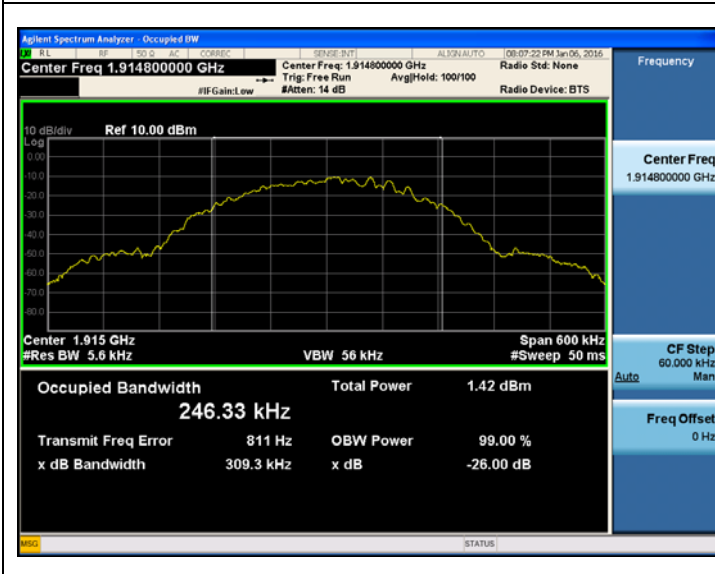 Agilent Spectrum Analyzer - Occupied BW
RL RF 50 Ω AC CORREC SENSE:INT ALIGN AUTO 08:07:22 PM Jan 06, 2016
Center Freq 1.914800000 GHz
Center Freq: 1.914800000 GHz Radio Std: None
Trig: Free Run Avg|Hold: 100/100
#IFGain:Low #Atten: 14 dB Radio Device: BTS
10 dB/div Ref 10.00 dBm
Log
0.00
-10.0
-20.0
-30.0
-40.0
-50.0
-60.0
-70.0
-80.0
Center 1.915 GHz Span 600 kHz
#Res BW 5.6 kHz VBW 56 kHz #Sweep 50 ms
Occupied Bandwidth Total Power 1.42 dBm
246.33 kHz
Transmit Freq Error 811 Hz OBW Power 99.00 %
x dB Bandwidth 309.3 kHz x dB -26.00 dB
MSG STATUS
Frequency
Center Freq
1.914800000 GHz
CF Step
60.000 kHz
Auto Man
Freq Offset
0 Hz